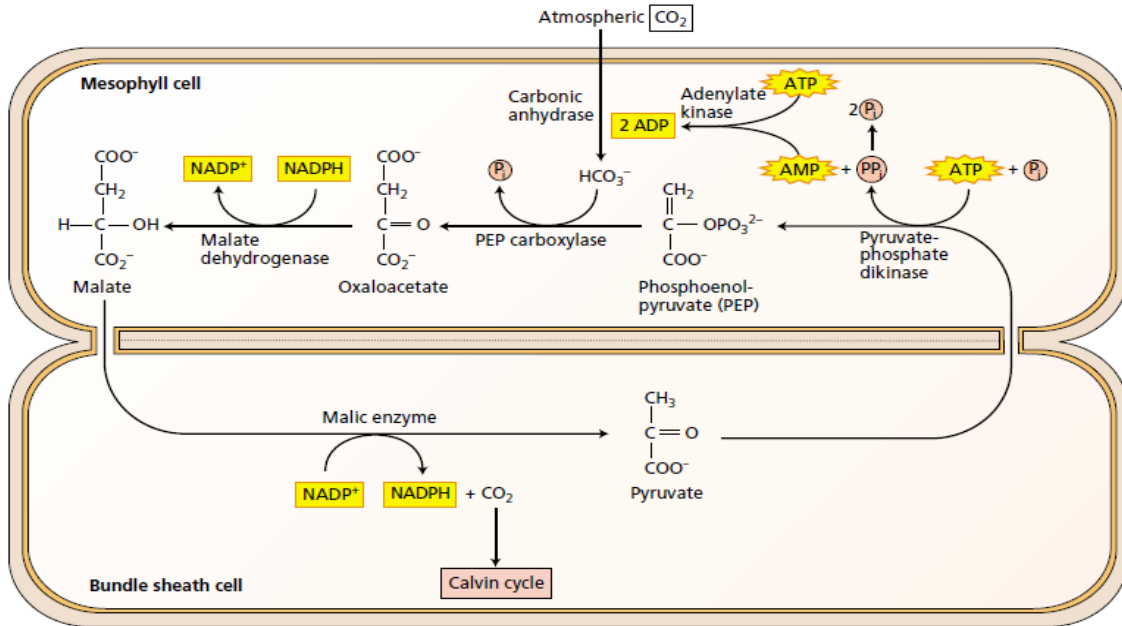 Atmospheric CO₂
Mesophyll cell
Carbonic
anhydrase
Adenylate
kinase
ATP
2 ADP
2 Pᵢ
AMP + PPᵢ
ATP + Pᵢ
COO⁻
CH₂
H—C—OH
CO₂⁻
Malate
NADP⁺
NADPH
Malate
dehydrogenase
COO⁻
CH₂
C=O
CO₂⁻
Oxaloacetate
Pᵢ
HCO₃⁻
PEP carboxylase
CH₂
C—OPO₃²⁻
COO⁻
Phosphoenol-
pyruvate (PEP)
Pyruvate-
phosphate
dikinase
Malic enzyme
NADP⁺
NADPH + CO₂
CH₃
C=O
COO⁻
Pyruvate
Calvin cycle
Bundle sheath cell